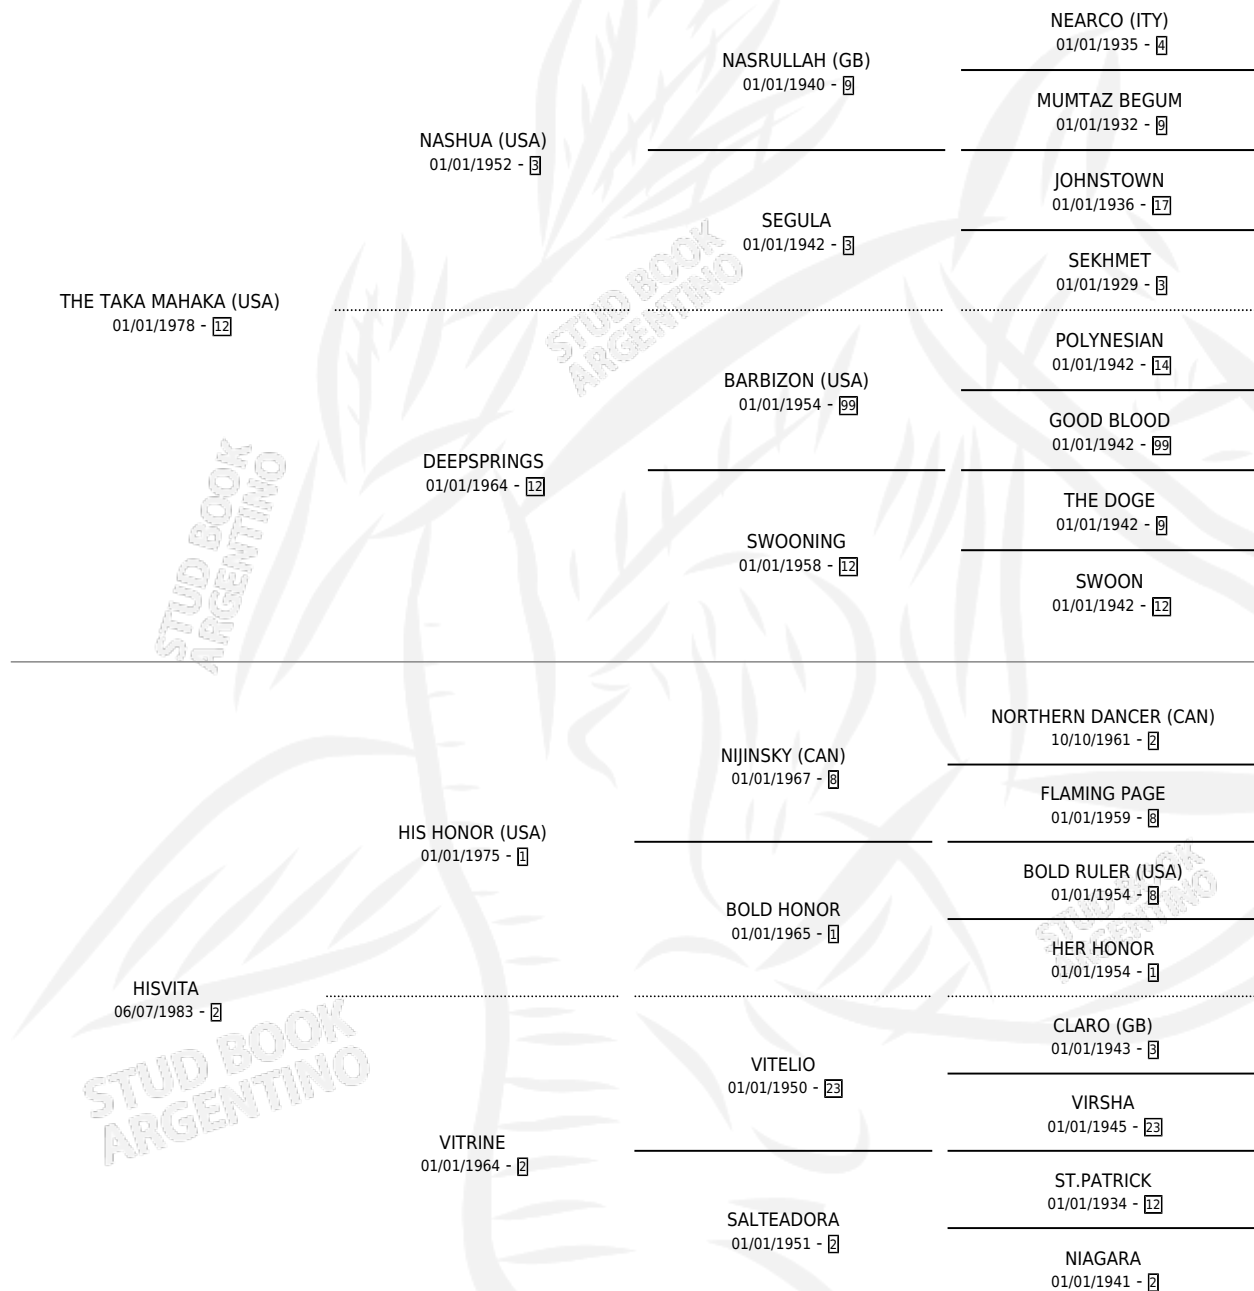 NEARCO (ITY)
01/01/1935 - 4
NASRULLAH (GB)
01/01/1940 - 9
MUMTAZ BEGUM
01/01/1932 - 9
NASHUA (USA)
01/01/1952 - 3
JOHNSTOWN
01/01/1936 - 17
SEGULA
01/01/1942 - 3
SEKHMET
01/01/1929 - 3
THE TAKA MAHAKA (USA)
01/01/1978 - 12
POLYNESIAN
01/01/1942 - 14
BARBIZON (USA)
01/01/1954 - 99
GOOD BLOOD
01/01/1942 - 99
DEEPSPRINGS
01/01/1964 - 12
THE DOGE
01/01/1942 - 9
SWOONING
01/01/1958 - 12
SWOON
01/01/1942 - 12
NORTHERN DANCER (CAN)
10/10/1961 - 2
NIJINSKY (CAN)
01/01/1967 - 8
FLAMING PAGE
01/01/1959 - 8
HIS HONOR (USA)
01/01/1975 - 1
BOLD RULER (USA)
01/01/1954 - 8
BOLD HONOR
01/01/1965 - 1
HER HONOR
01/01/1954 - 1
HISVITA
06/07/1983 - 2
CLARO (GB)
01/01/1943 - 3
VITELIO
01/01/1950 - 23
VIRSHA
01/01/1945 - 23
VITRINE
01/01/1964 - 2
ST.PATRICK
01/01/1934 - 12
SALTEADORA
01/01/1951 - 2
NIAGARA
01/01/1941 - 2
STUD BOOK
ARGENTINO
STUD BOOK
ARGENTINO
STUD BOOK
ARGENTINO
STUD BOOK
ARGENTINO